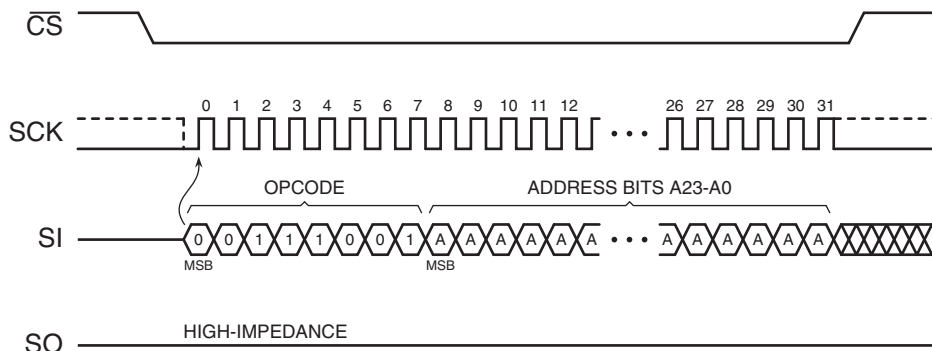 CS
0 1 2 3 4 5 6 7 8 9 10 11 12 26 27 28 29 30 31
SCK
OPCODE ADDRESS BITS A23-A0
SI 0 0 1 1 1 0 0 1 A A A A A A A A A A A A
MSB MSB
HIGH-IMPEDANCE
SO